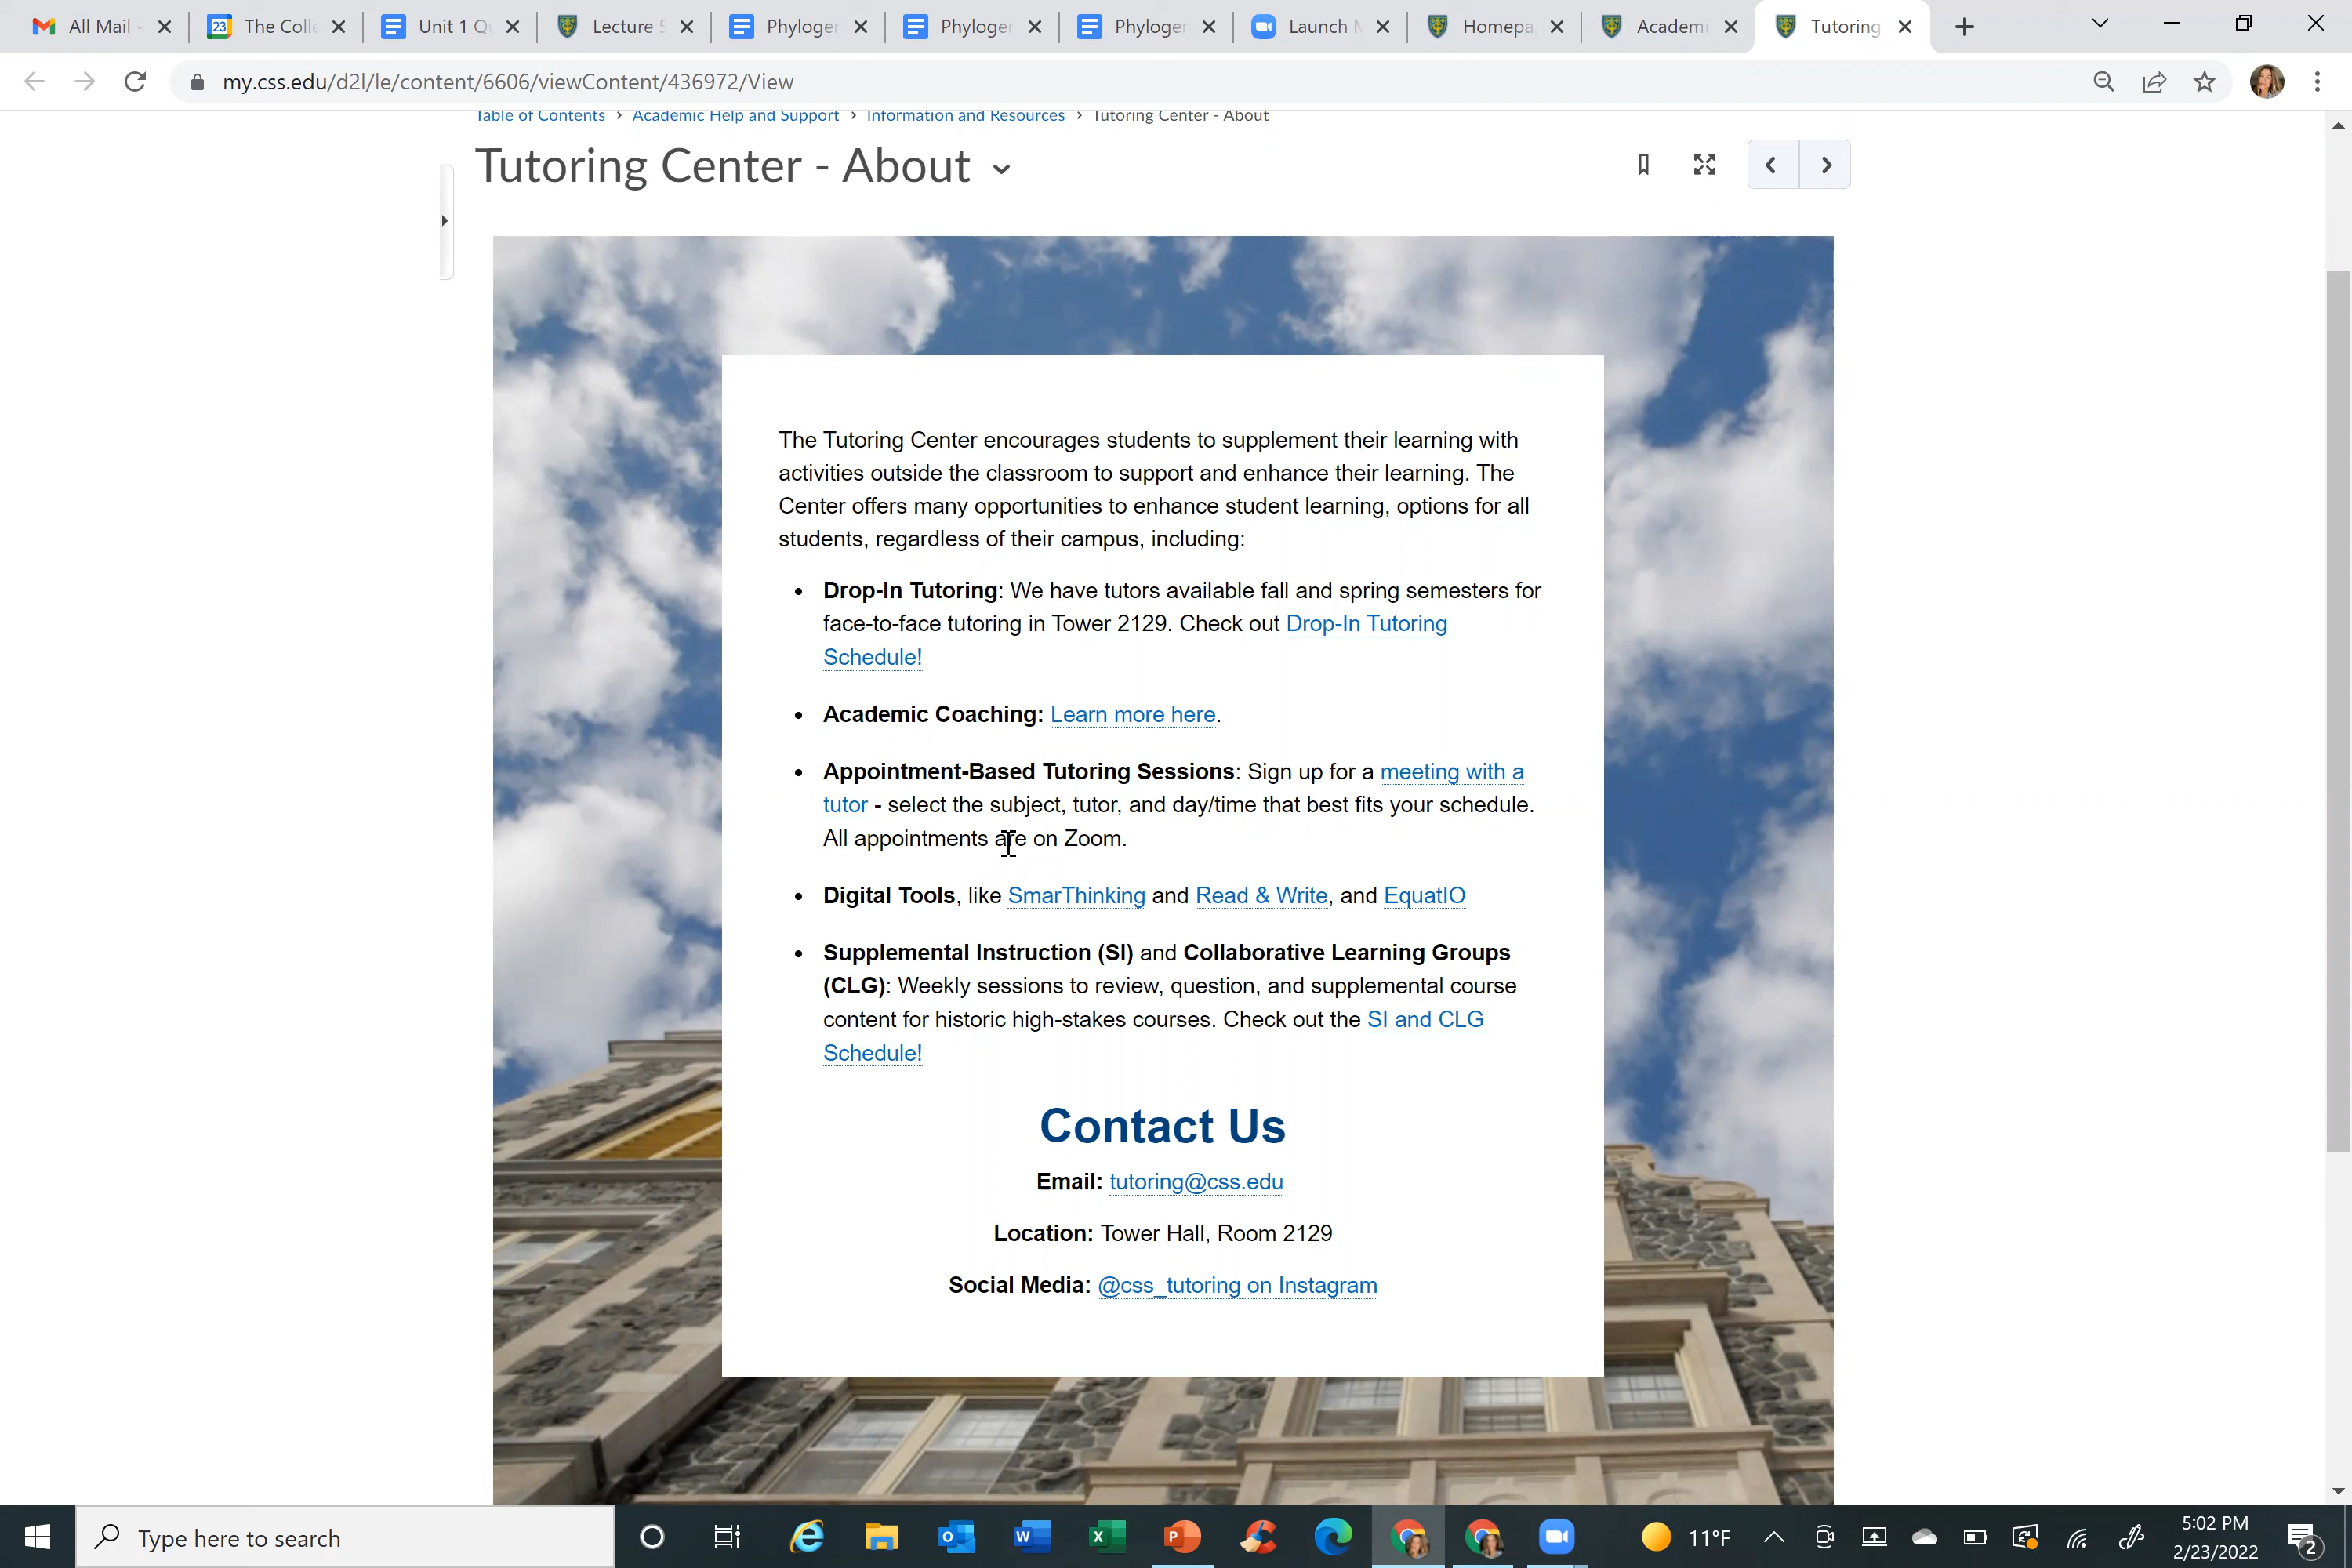 All Mail -
The Colle
Unit 1 Qu
Lecture 5
Phyloger
Phyloger
Phyloger
Launch M
Homepa
Academi
Tutoring
my.css.edu/d2l/le/content/6606/viewContent/436972/View
Table of Contents › Academic Help and Support › Information and Resources › Tutoring Center - About
Tutoring Center - About
The Tutoring Center encourages students to supplement their learning with
activities outside the classroom to support and enhance their learning. The
Center offers many opportunities to enhance student learning, options for all
students, regardless of their campus, including:
• Drop-In Tutoring: We have tutors available fall and spring semesters for
face-to-face tutoring in Tower 2129. Check out Drop-In Tutoring
Schedule!
• Academic Coaching: Learn more here.
• Appointment-Based Tutoring Sessions: Sign up for a meeting with a
tutor - select the subject, tutor, and day/time that best fits your schedule.
All appointments are on Zoom.
• Digital Tools, like SmarThinking and Read & Write, and EquatIO
• Supplemental Instruction (SI) and Collaborative Learning Groups
(CLG): Weekly sessions to review, question, and supplemental course
content for historic high-stakes courses. Check out the SI and CLG
Schedule!
Contact Us
Email: tutoring@css.edu
Location: Tower Hall, Room 2129
Social Media: @css_tutoring on Instagram
Type here to search
11°F
5:02 PM
2/23/2022
2